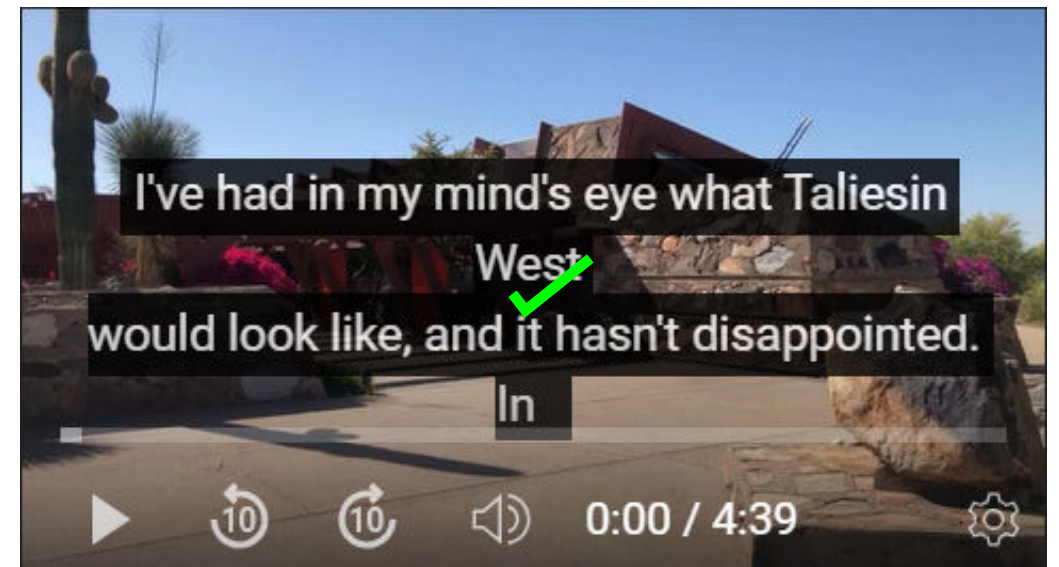 I've had in my mind's eye what Taliesin
West
would look like, and it hasn't disappointed.
In
10 10 0:00 / 4:39